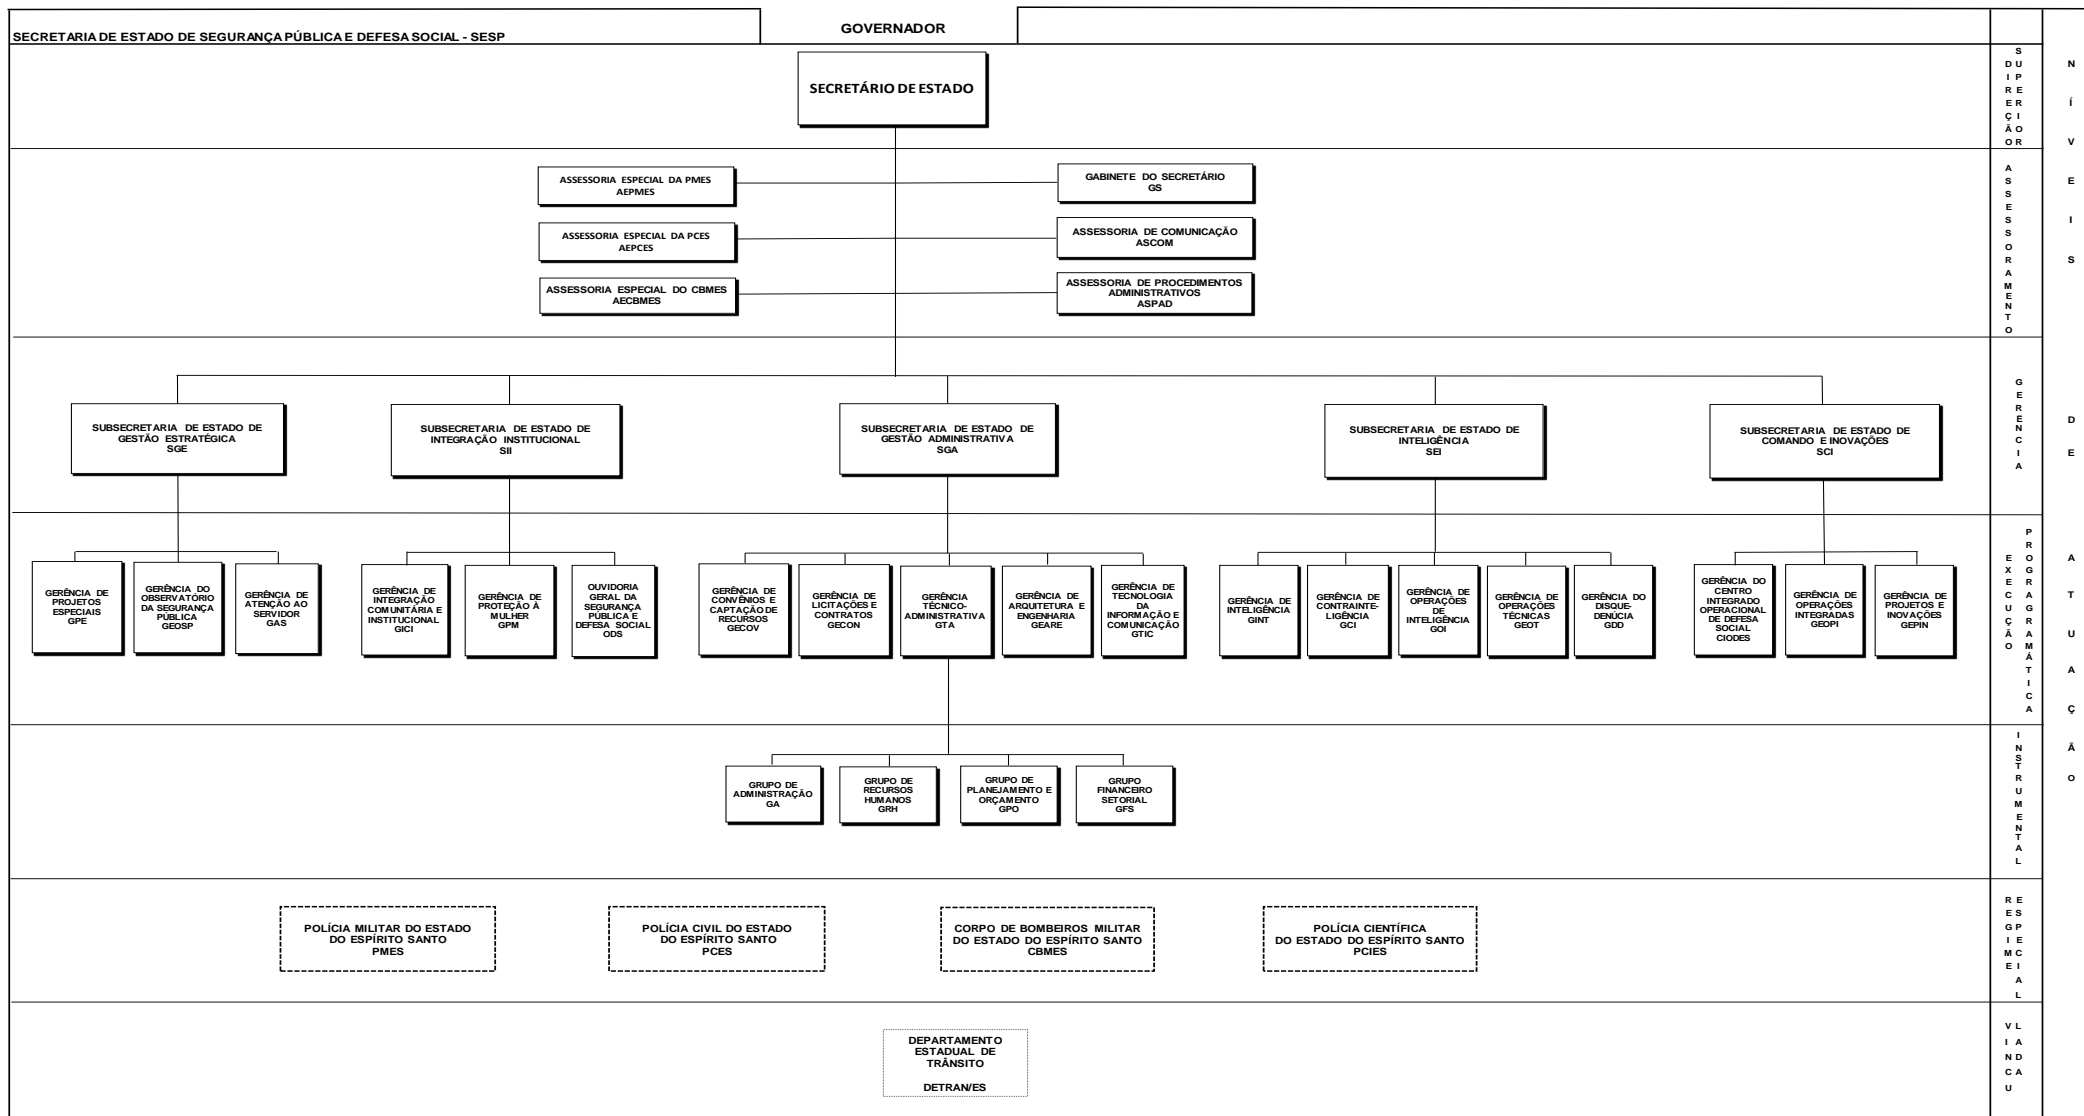 SECRETARIA DE ESTADO DE SEGURANÇA PÚBLICA E DEFESA SOCIAL - SESP
GOVERNADOR
SECRETÁRIO DE ESTADO
ASSESSORIA ESPECIAL DA PMES
AEPMES
GABINETE DO SECRETÁRIO
GS
ASSESSORIA ESPECIAL DA PCES
AEPCES
ASSESSORIA DE COMUNICAÇÃO
ASCOM
ASSESSORIA ESPECIAL DO CBMES
AECBMES
ASSESSORIA DE PROCEDIMENTOS
ADMINISTRATIVOS
ASPAD
SUBSECRETARIA DE ESTADO DE
GESTÃO ESTRATÉGICA
SGE
SUBSECRETARIA DE ESTADO DE
INTEGRAÇÃO INSTITUCIONAL
SII
SUBSECRETARIA DE ESTADO DE
GESTÃO ADMINISTRATIVA
SGA
SUBSECRETARIA DE ESTADO DE
INTELIGÊNCIA
SEI
SUBSECRETARIA DE ESTADO DE
COMANDO E INOVAÇÕES
SCI
GERÊNCIA DE
PROJETOS
ESPECIAIS
GPE
GERÊNCIA DO
OBSERVATÓRIO
DA SEGURANÇA
PÚBLICA
GEOSP
GERÊNCIA DE
ATENÇÃO AO
SERVIDOR
GAS
GERÊNCIA DE
INTEGRAÇÃO
COMUNITÁRIA E
INSTITUCIONAL
GICI
GERÊNCIA DE
PROTEÇÃO À
MULHER
GPM
OUVIDORIA
GERAL DA
SEGURANÇA
PÚBLICA E
DEFESA SOCIAL
ODS
GERÊNCIA DE
CONVÊNIOS E
CAPTAÇÃO DE
RECURSOS
GECOV
GERÊNCIA DE
LICITAÇÕES E
CONTRATOS
GECON
GERÊNCIA
TÉCNICO-
ADMINISTRATIVA
GTA
GERÊNCIA DE
ARQUITETURA E
ENGENHARIA
GEARE
GERÊNCIA DE
TECNOLOGIA
DA
INFORMAÇÃO E
COMUNICAÇÃO
GTIC
GERÊNCIA DE
INTELIGÊNCIA
GINT
GERÊNCIA DE
CONTRAINTE-
LIGÊNCIA
GCI
GERÊNCIA DE
OPERAÇÕES
DE
INTELIGÊNCIA
GOI
GERÊNCIA DE
OPERAÇÕES
TÉCNICAS
GEOT
GERÊNCIA DO
DISQUE-
DENÚCIA
GDD
GERÊNCIA DO
CENTRO
INTEGRADO
OPERACIONAL
DE DEFESA
SOCIAL
CIODES
GERÊNCIA DE
OPERAÇÕES
INTEGRADAS
GEOPI
GERÊNCIA DE
PROJETOS E
INOVAÇÕES
GEPIN
GRUPO DE
ADMINISTRAÇÃO
GA
GRUPO DE
RECURSOS
HUMANOS
GRH
GRUPO DE
PLANEJAMENTO E
ORÇAMENTO
GPO
GRUPO
FINANCEIRO
SETORIAL
GFS
POLÍCIA MILITAR DO ESTADO
DO ESPÍRITO SANTO
PMES
POLÍCIA CIVIL DO ESTADO
DO ESPÍRITO SANTO
PCES
CORPO DE BOMBEIROS MILITAR
DO ESTADO DO ESPÍRITO SANTO
CBMES
POLÍCIA CIENTÍFICA
DO ESTADO DO ESPÍRITO SANTO
PCIES
DEPARTAMENTO
ESTADUAL DE
TRÂNSITO
DETRAN/ES
DIREÇÃO
SUPERIOR
ASSESSORAMENTO
GERÊNCIA
EXECUÇÃO
PROGRAGRAMÁTICA
INSTRUMENTAL
REGIME
ESPECIAL
VINCU
LADA
NÍVEIS
DE
ATUAÇÃO